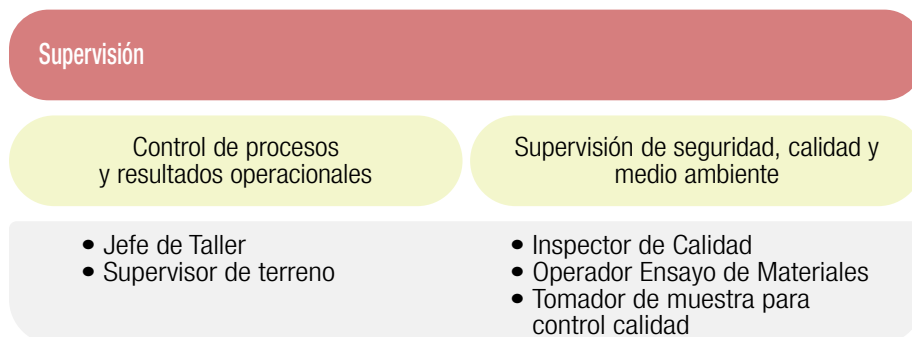 Supervisión
Control de procesos
y resultados operacionales
Supervisión de seguridad, calidad y
medio ambiente
• Jefe de Taller
• Supervisor de terreno
• Inspector de Calidad
• Operador Ensayo de Materiales
• Tomador de muestra para
control calidad